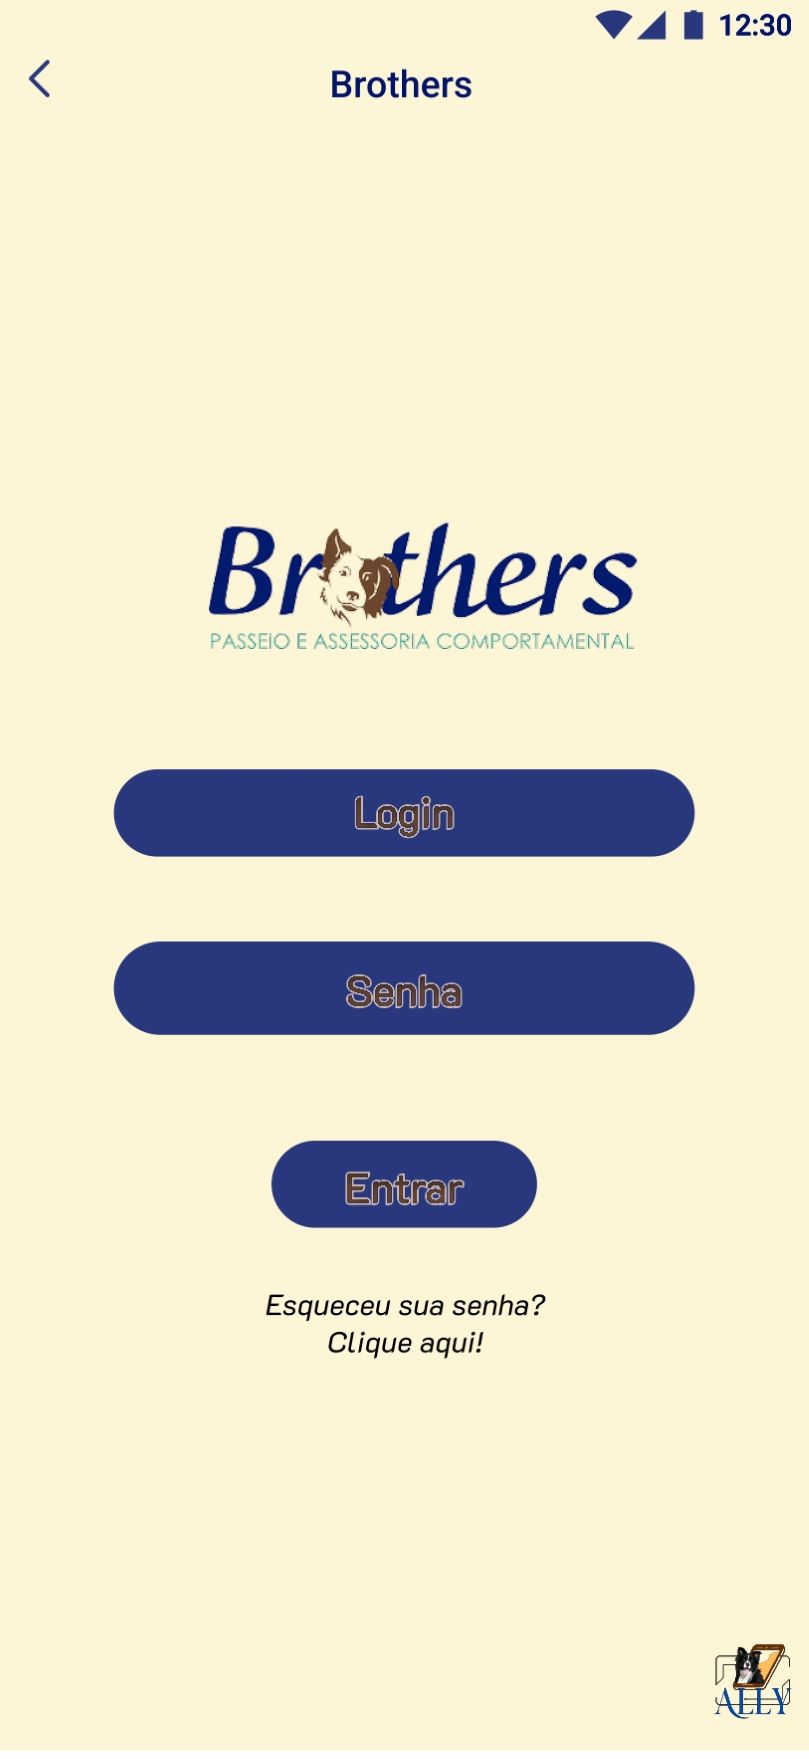 12:30
Brothers
Brothers
PASSEIO E ASSESSORIA COMPORTAMENTAL
Login
Senha
Entrar
Esqueceu sua senha?
Clique aqui!
ALLY